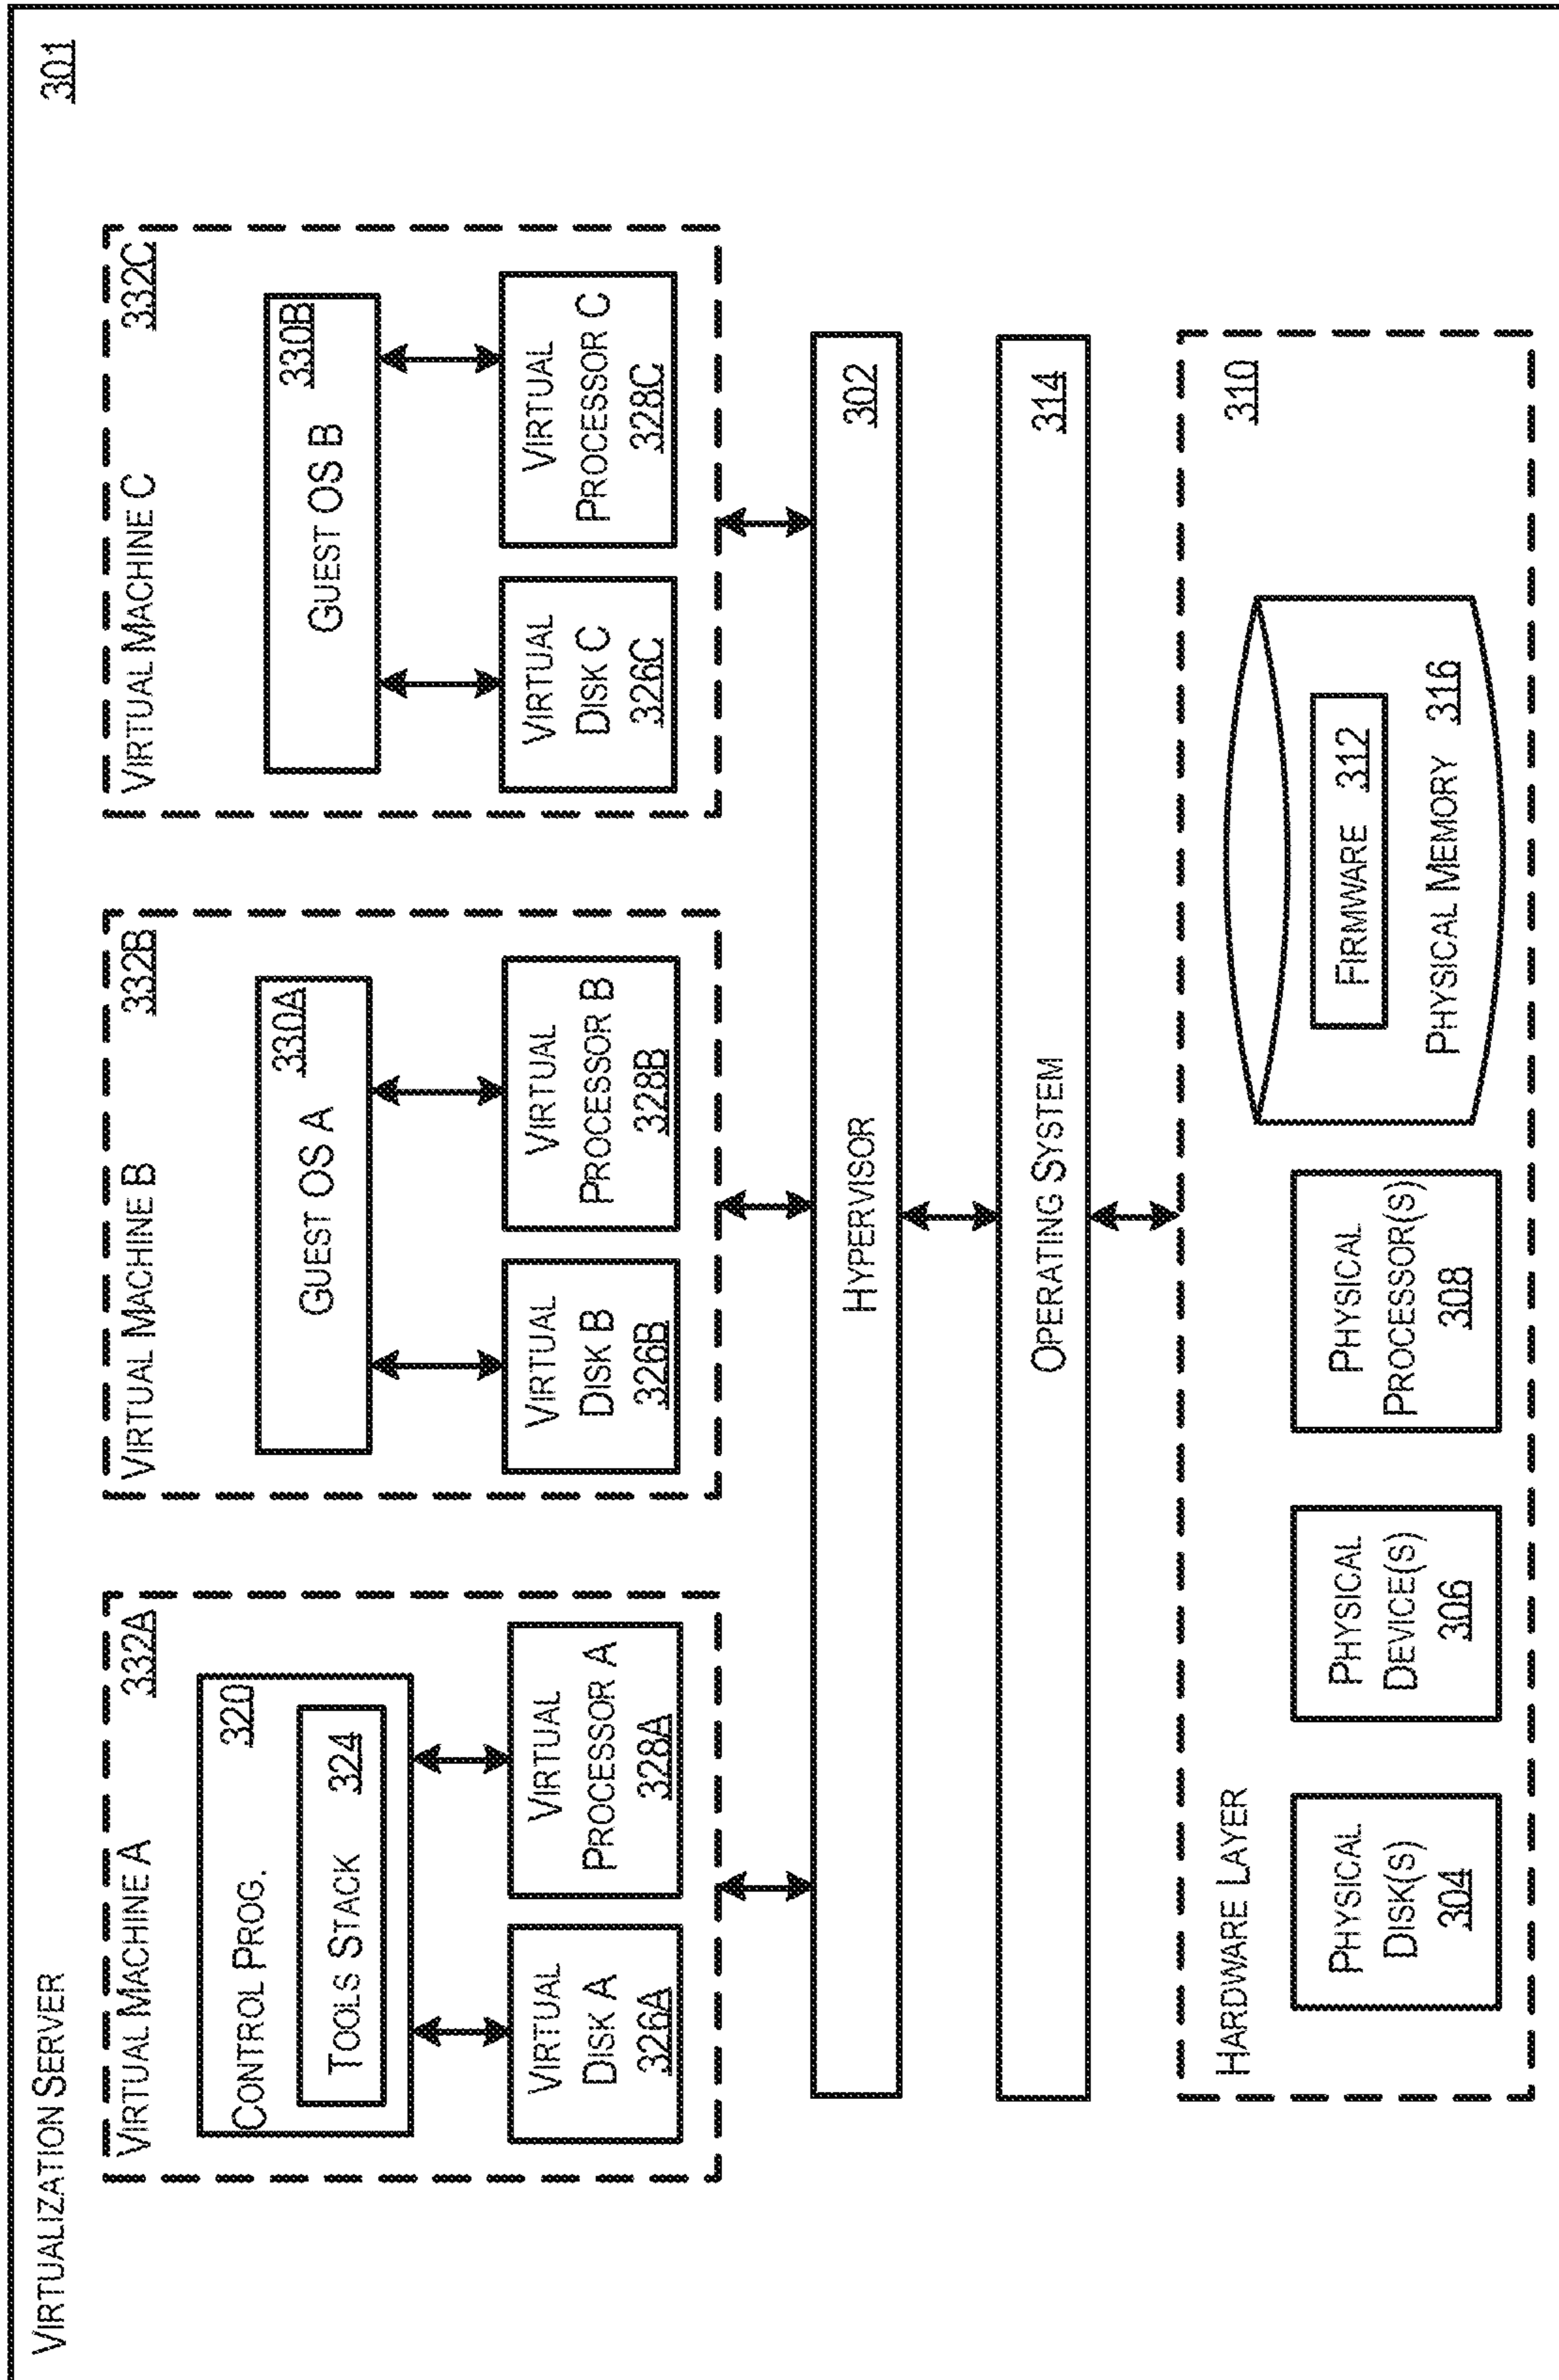 VIRTUALIZATION SERVER
301
VIRTUAL MACHINE A
332A
CONTROL PROG.
320
TOOLS STACK 324
VIRTUAL
DISK A
326A
VIRTUAL
PROCESSOR A
328A
VIRTUAL MACHINE B
332B
330A
GUEST OS A
VIRTUAL
DISK B
326B
VIRTUAL
PROCESSOR B
328B
VIRTUAL MACHINE C
332C
330B
GUEST OS B
VIRTUAL
DISK C
326C
VIRTUAL
PROCESSOR C
328C
HYPERVISOR
302
OPERATING SYSTEM
314
HARDWARE LAYER
310
PHYSICAL
DISK(S)
304
PHYSICAL
DEVICE(S)
306
PHYSICAL
PROCESSOR(S)
308
FIRMWARE 312
PHYSICAL MEMORY 316